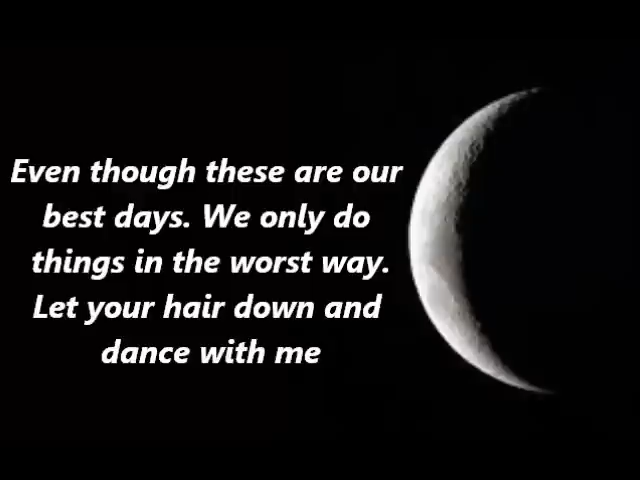 Even though these are our
best days. We only do
things in the worst way.
Let your hair down and
dance with me